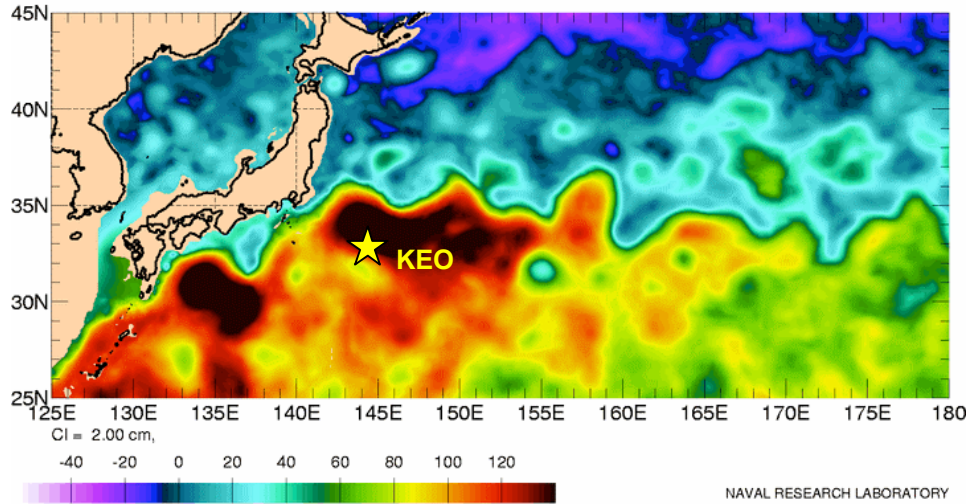 45N
40N
35N
KEO
30N
25N
125E 130E 135E 140E 145E 150E 155E 160E 165E 170E 175E 180
CI = 2.00 cm,
-40 -20 0 20 40 60 80 100 120
NAVAL RESEARCH LABORATORY